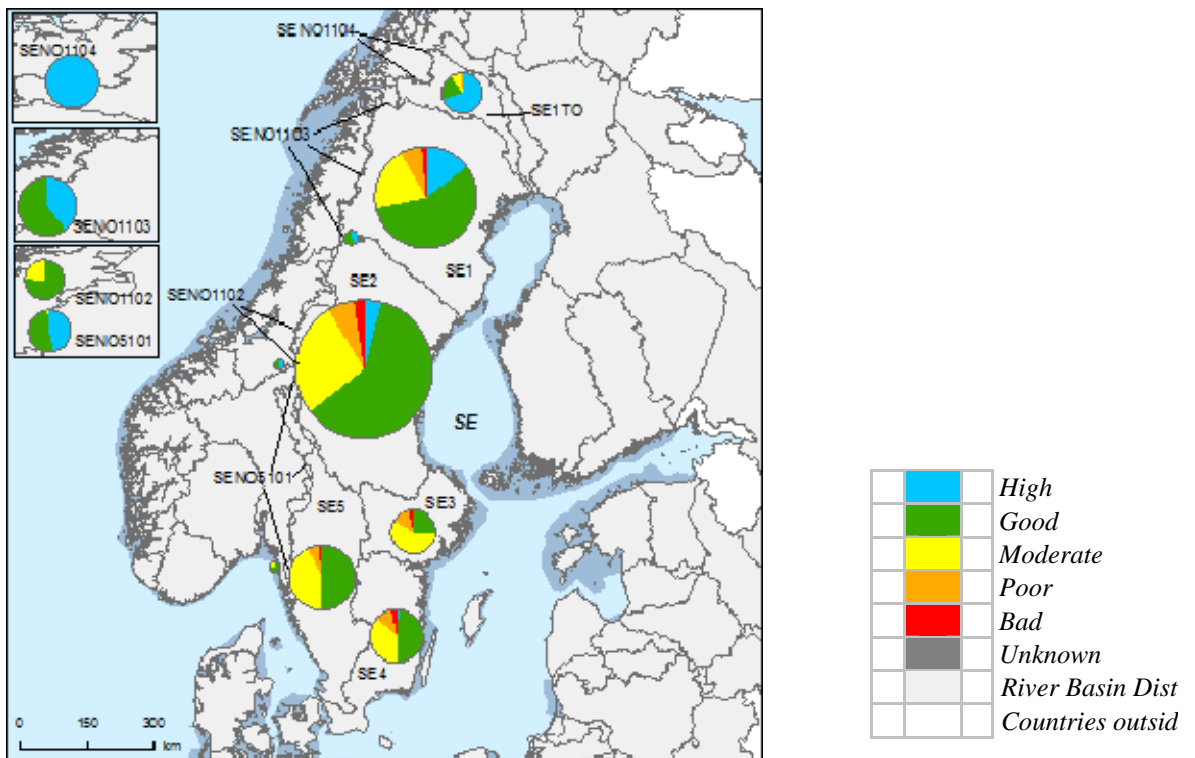 SENO1104
SENO1103
SENO1102
SENO5101
SENO1104
SE1TO
SENO1103
SE2
SE1
SENO1102
SE
SENO5101
SE5
SE3
SE4
0 150 300
km
High
Good
Moderate
Poor
Bad
Unknown
River Basin Dist
Countries outsid